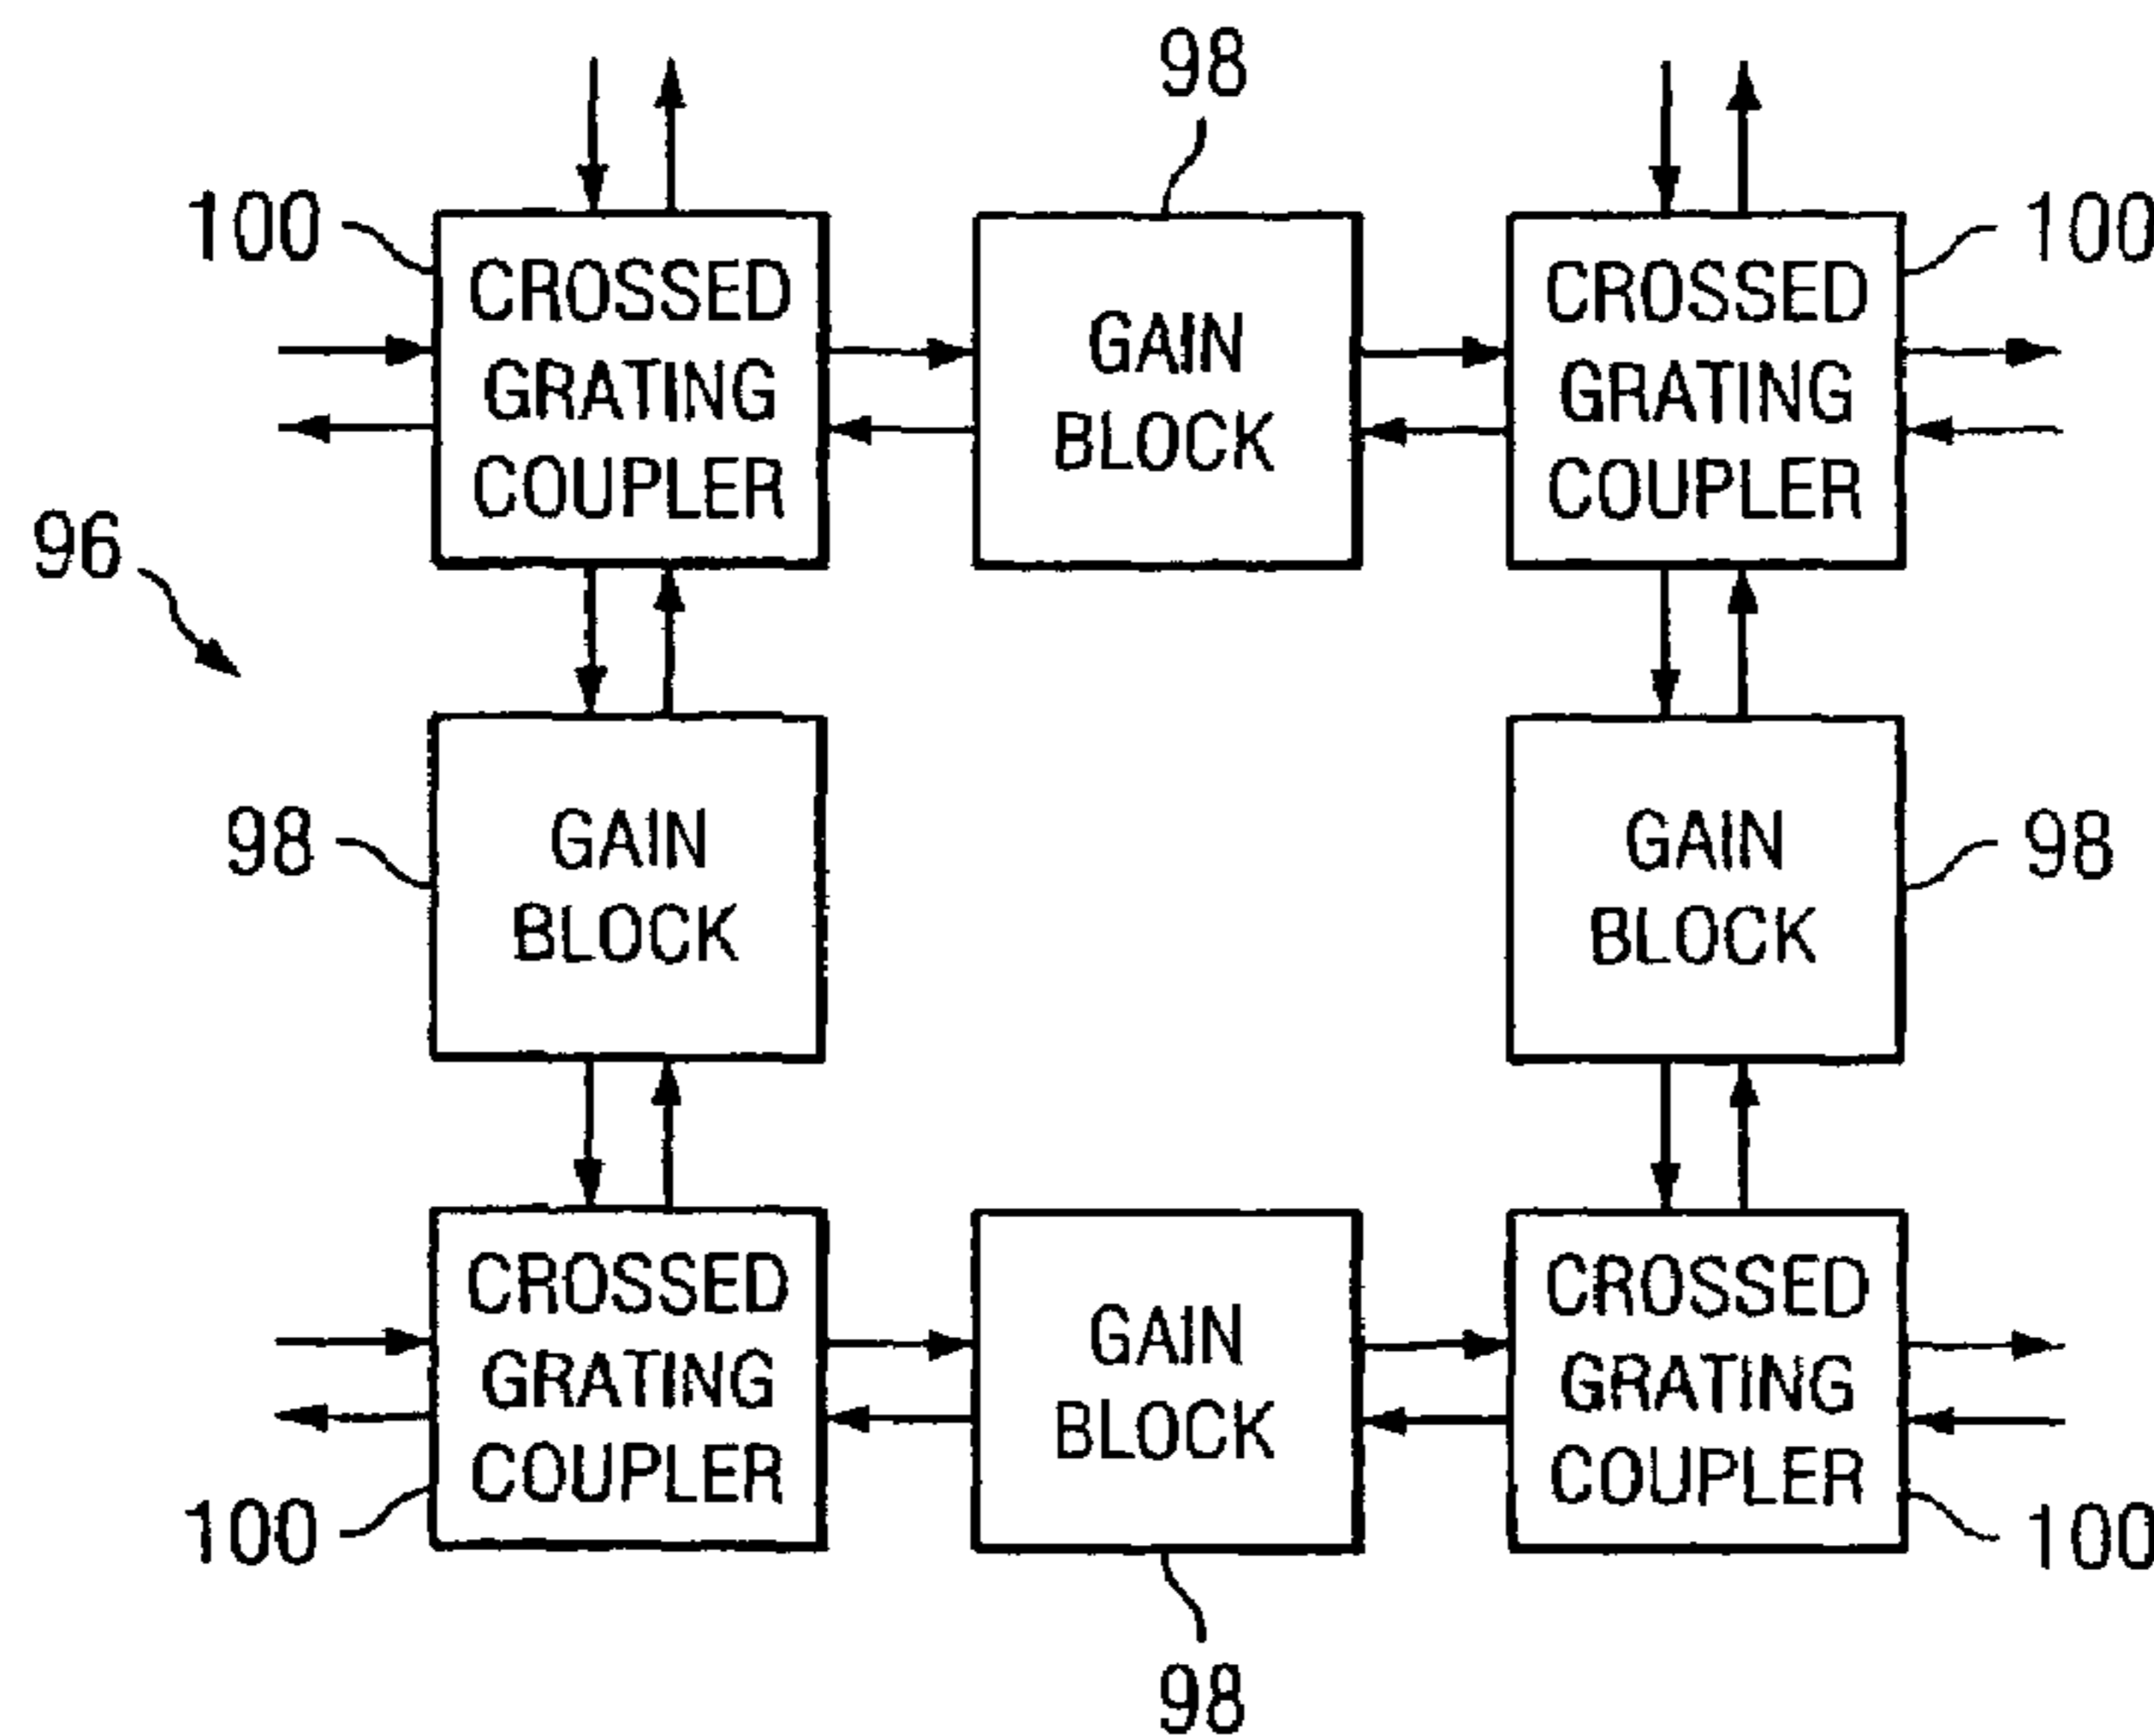 98
100
CROSSED
GRATING
COUPLER
GAIN
BLOCK
CROSSED
GRATING
COUPLER
100
96
98
GAIN
BLOCK
GAIN
BLOCK
98
CROSSED
GRATING
COUPLER
100
GAIN
BLOCK
98
CROSSED
GRATING
COUPLER
100